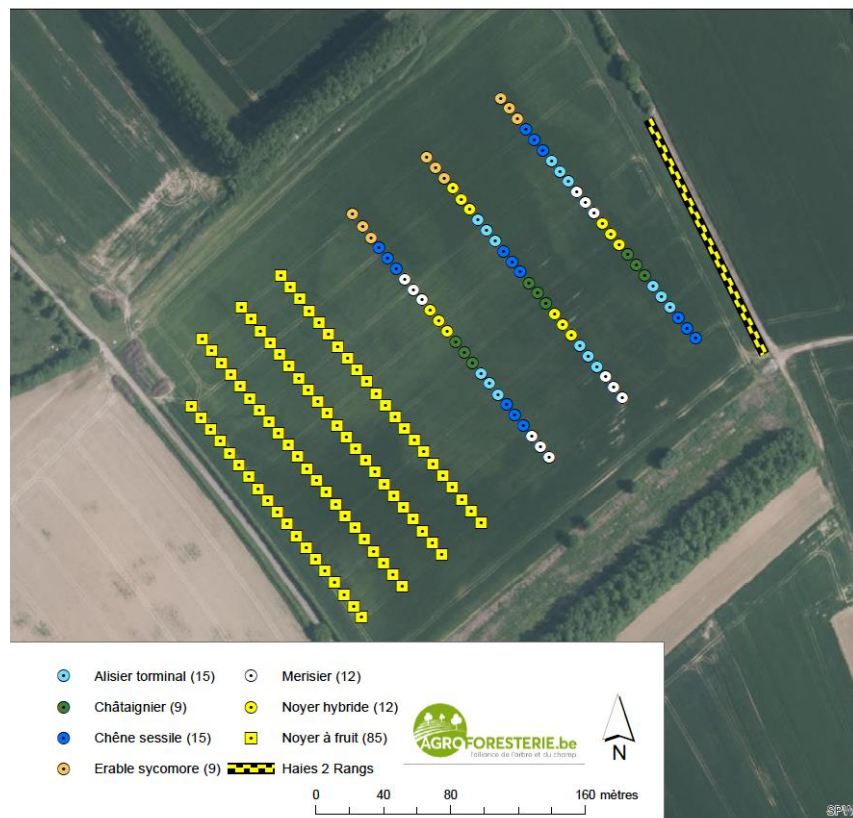 Alisier torminal (15)
Merisier (12)
Châtaignier (9)
Noyer hybride (12)
Chêne sessile (15)
Noyer à fruit (85)
Erable sycomore (9)
Haies 2 Rangs
AGROFORESTERIE.be
l'alliance de l'arbre et du champ
N
0 40 80 160 mètres
SPW